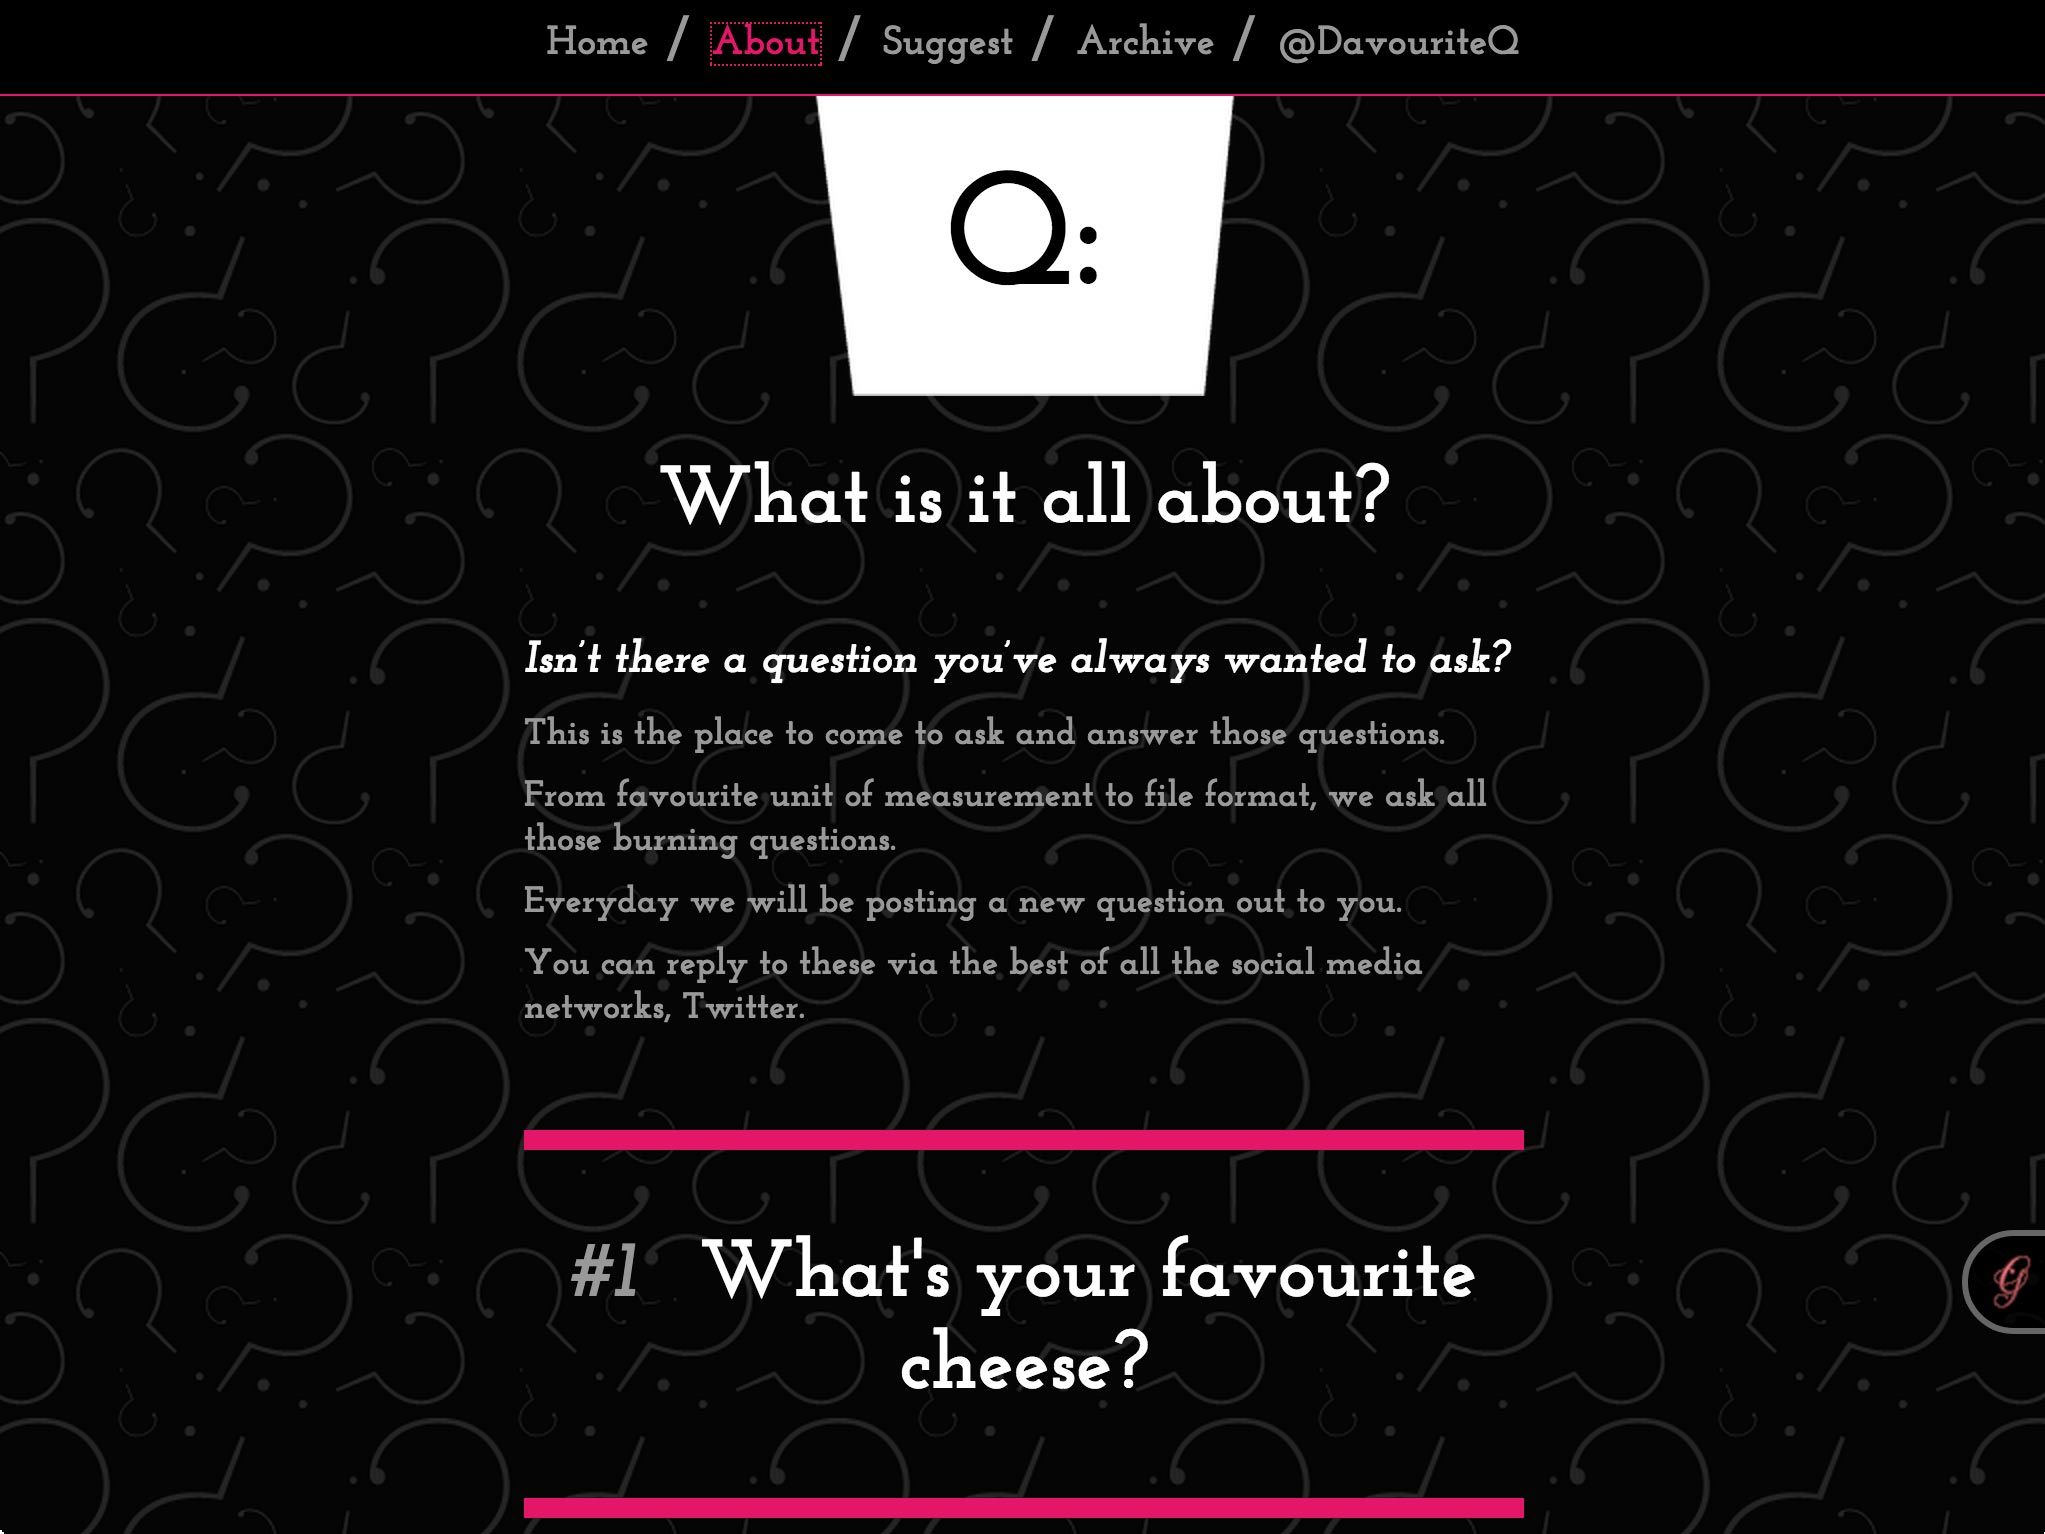 Home / About / Suggest / Archive / @DavouriteQ
Q:
What is it all about?
Isn't there a question you've always wanted to ask?
This is the place to come to ask and answer those questions.
From favourite unit of measurement to file format, we ask all
those burning questions.
Everyday we will be posting a new question out to you.
You can reply to these via the best of all the social media
networks, Twitter.
#1 What's your favourite
cheese?
G